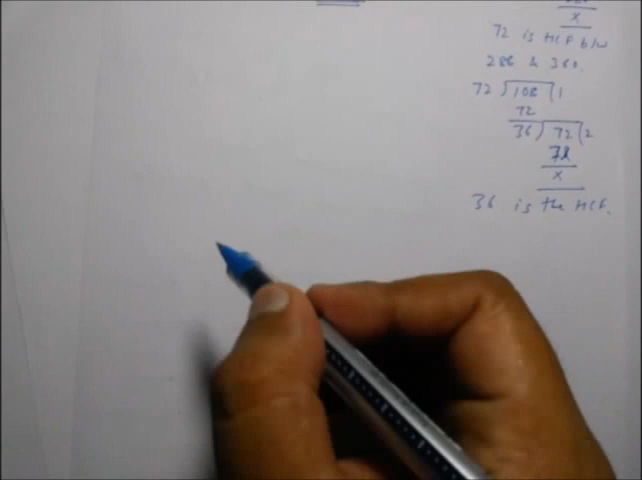 x
72 is HCF b/w
288 & 360.
72 ) 108 ( 1
72
36 ) 72 ( 2
72
x
36 is the HCF.